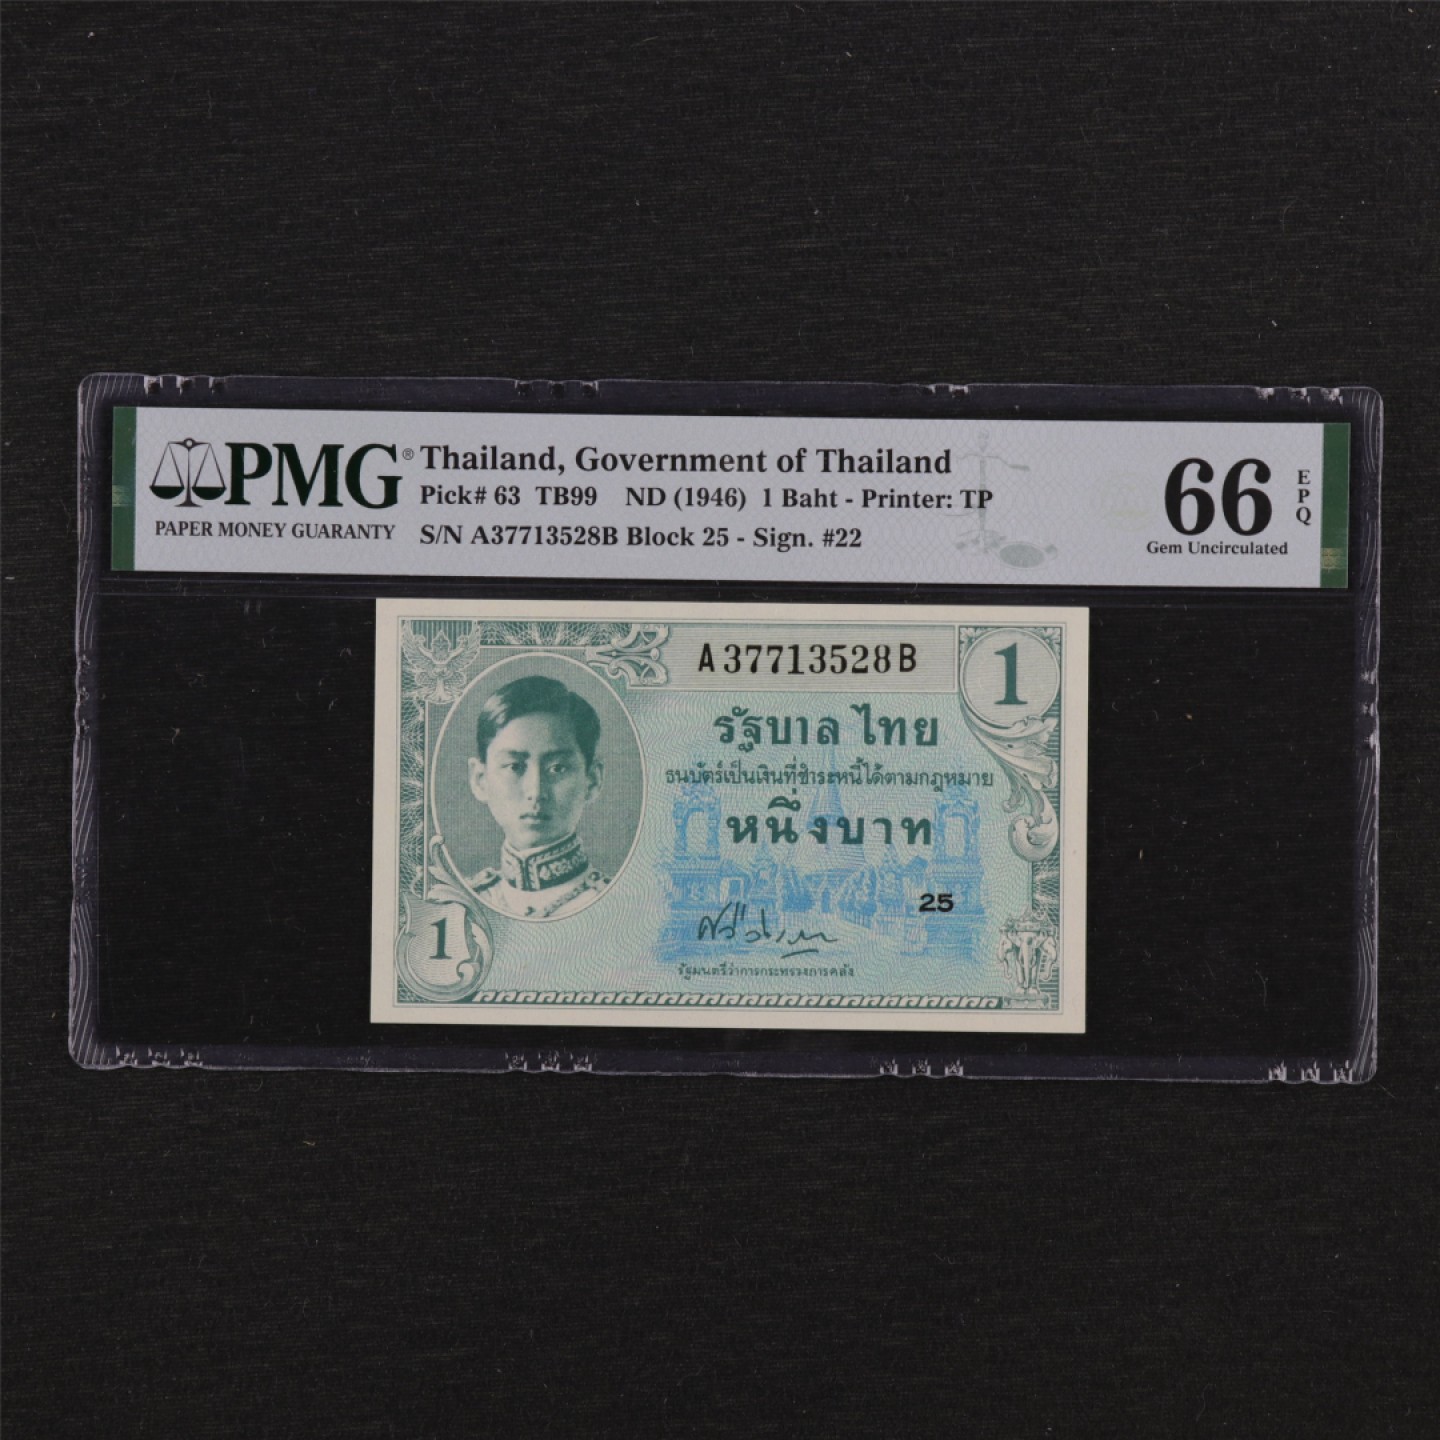 PMG®
PAPER MONEY GUARANTY
Thailand, Government of Thailand
Pick# 63 TB99 ND (1946) 1 Baht - Printer: TP
S/N A37713528B Block 25 - Sign. #22
66 EPQ
Gem Uncirculated
A37713528B
1
รัฐบาลไทย
ธนบัตร์เป็นเงินที่ชำระหนี้ได้ตามกฎหมาย
หนึ่งบาท
25
1
รัฐมนตรีว่าการกระทรวงการคลัง